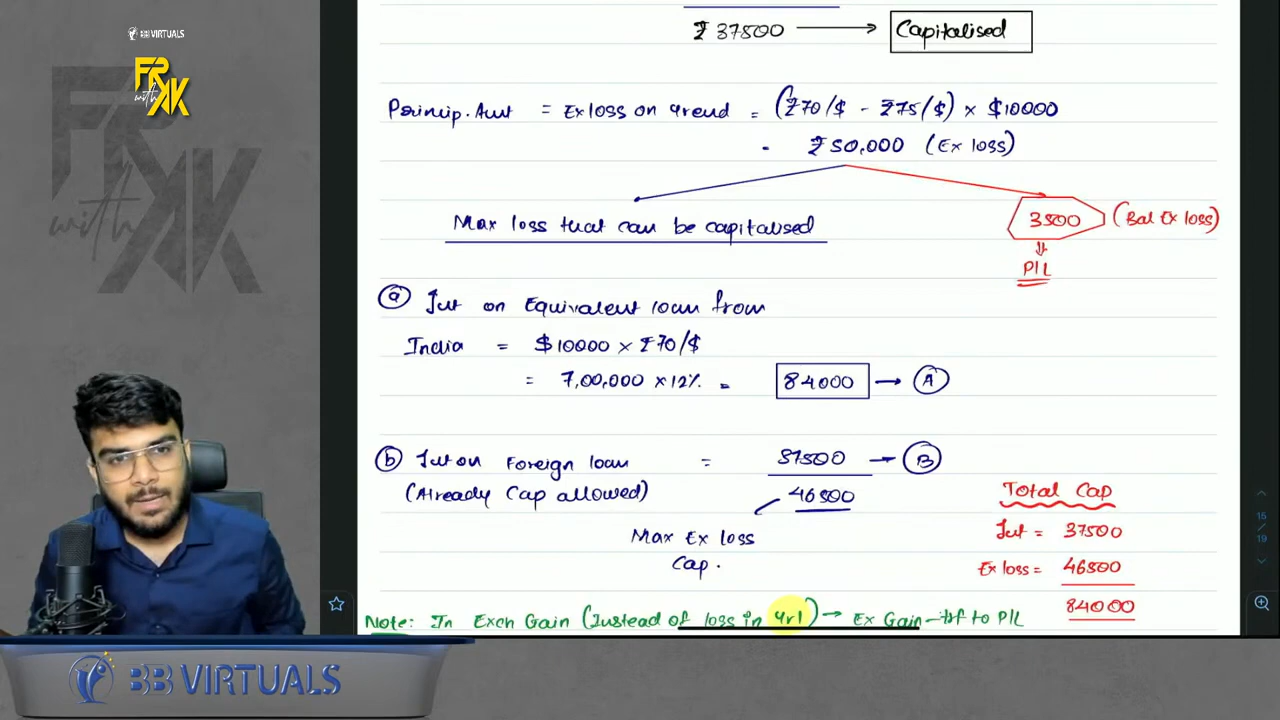 BB VIRTUALS
FR
with
AK
₹37500 → Capitalised
Princip. Amt = Ex loss on yrend = (₹70/$ - ₹75/$) × $10000
= ₹50,000 (Ex loss)
Max loss that can be capitalised
3500 (Bal Ex loss)
P/L
(a) Int on Equivalent loan from
India = $10000 × ₹70/$
= 7,00,000 × 12% = 84000 → (A)
(b) Int on Foreign loan = 37500 → (B)
(Already Cap allowed) 46500
Max Ex loss
Cap.
Total Cap
Int = 37500
Ex loss = 46500
84000
Note: In Exch Gain (Instead of loss in yr1) → Ex Gain - trf to P/L
15
/
19
BB VIRTUALS